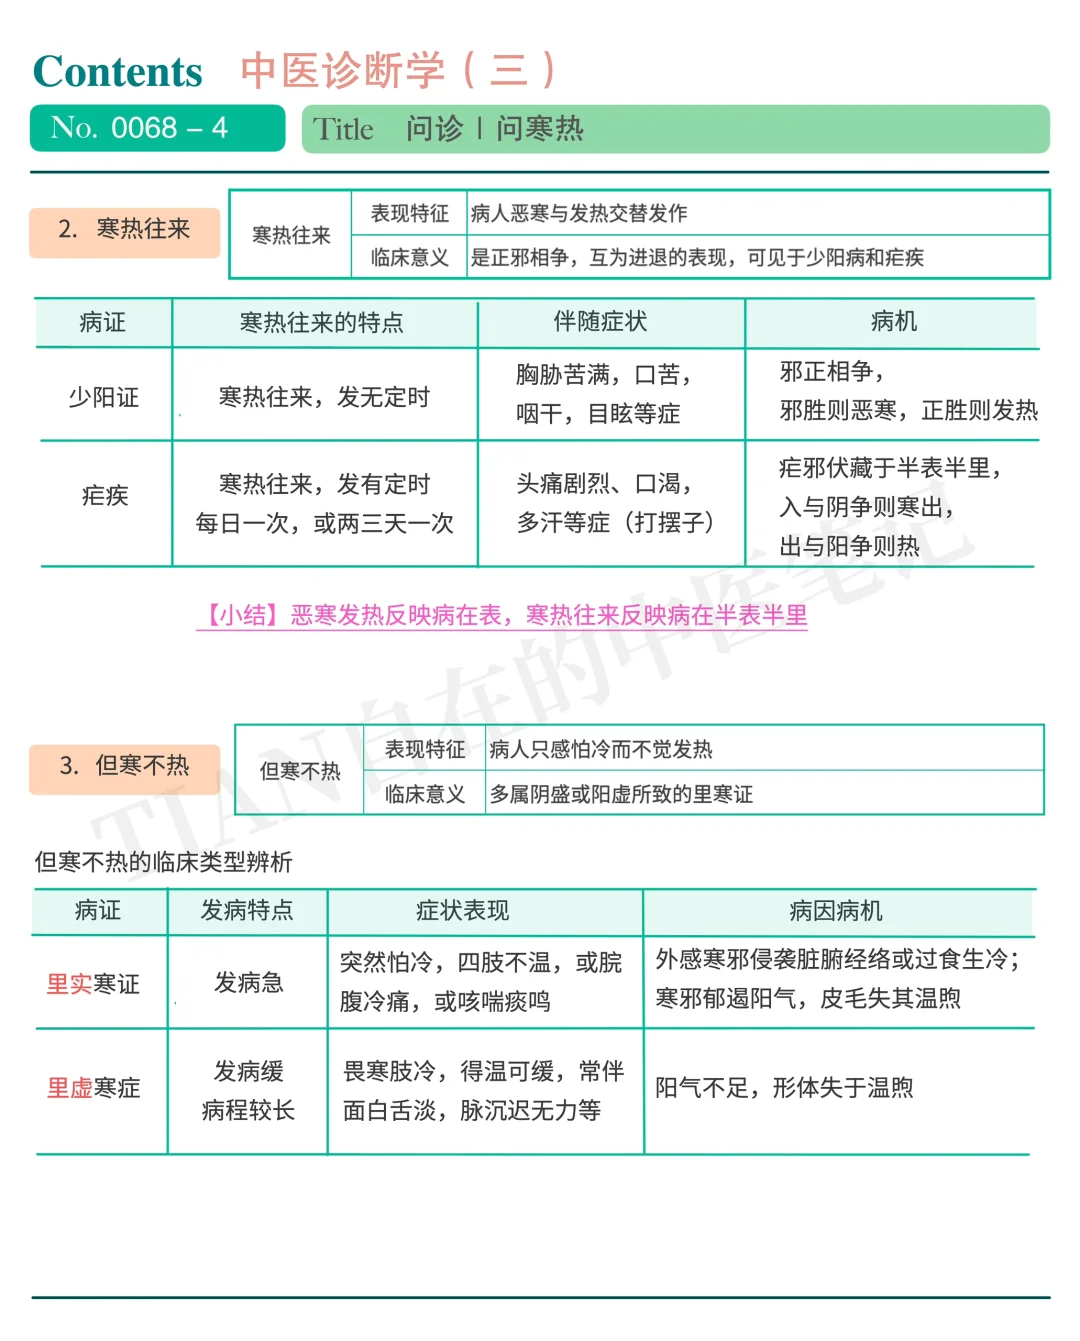 Contents 中医诊断学（三）
No. 0068 – 4
Title 问诊 | 问寒热
2. 寒热往来
寒热往来
表现特征 病人恶寒与发热交替发作
临床意义 是正邪相争，互为进退的表现，可见于少阳病和疟疾
病证 寒热往来的特点 伴随症状 病机
少阳证
寒热往来，发无定时
胸胁苦满，口苦，
咽干，目眩等症
邪正相争，
邪胜则恶寒，正胜则发热
疟疾
寒热往来，发有定时
每日一次，或两三天一次
头痛剧烈、口渴，
多汗等症（打摆子）
疟邪伏藏于半表半里，
入与阴争则寒出，
出与阳争则热
【小结】恶寒发热反映病在表，寒热往来反映病在半表半里
3. 但寒不热
但寒不热
表现特征 病人只感怕冷而不觉发热
临床意义 多属阴盛或阳虚所致的里寒证
但寒不热的临床类型辨析
病证 发病特点 症状表现 病因病机
里实寒证
发病急
突然怕冷，四肢不温，或脘
腹冷痛，或咳喘痰鸣
外感寒邪侵袭脏腑经络或过食生冷；
寒邪郁遏阳气，皮毛失其温煦
里虚寒症
发病缓
病程较长
畏寒肢冷，得温可缓，常伴
面白舌淡，脉沉迟无力等
阳气不足，形体失于温煦
TIAN自在的中医笔记